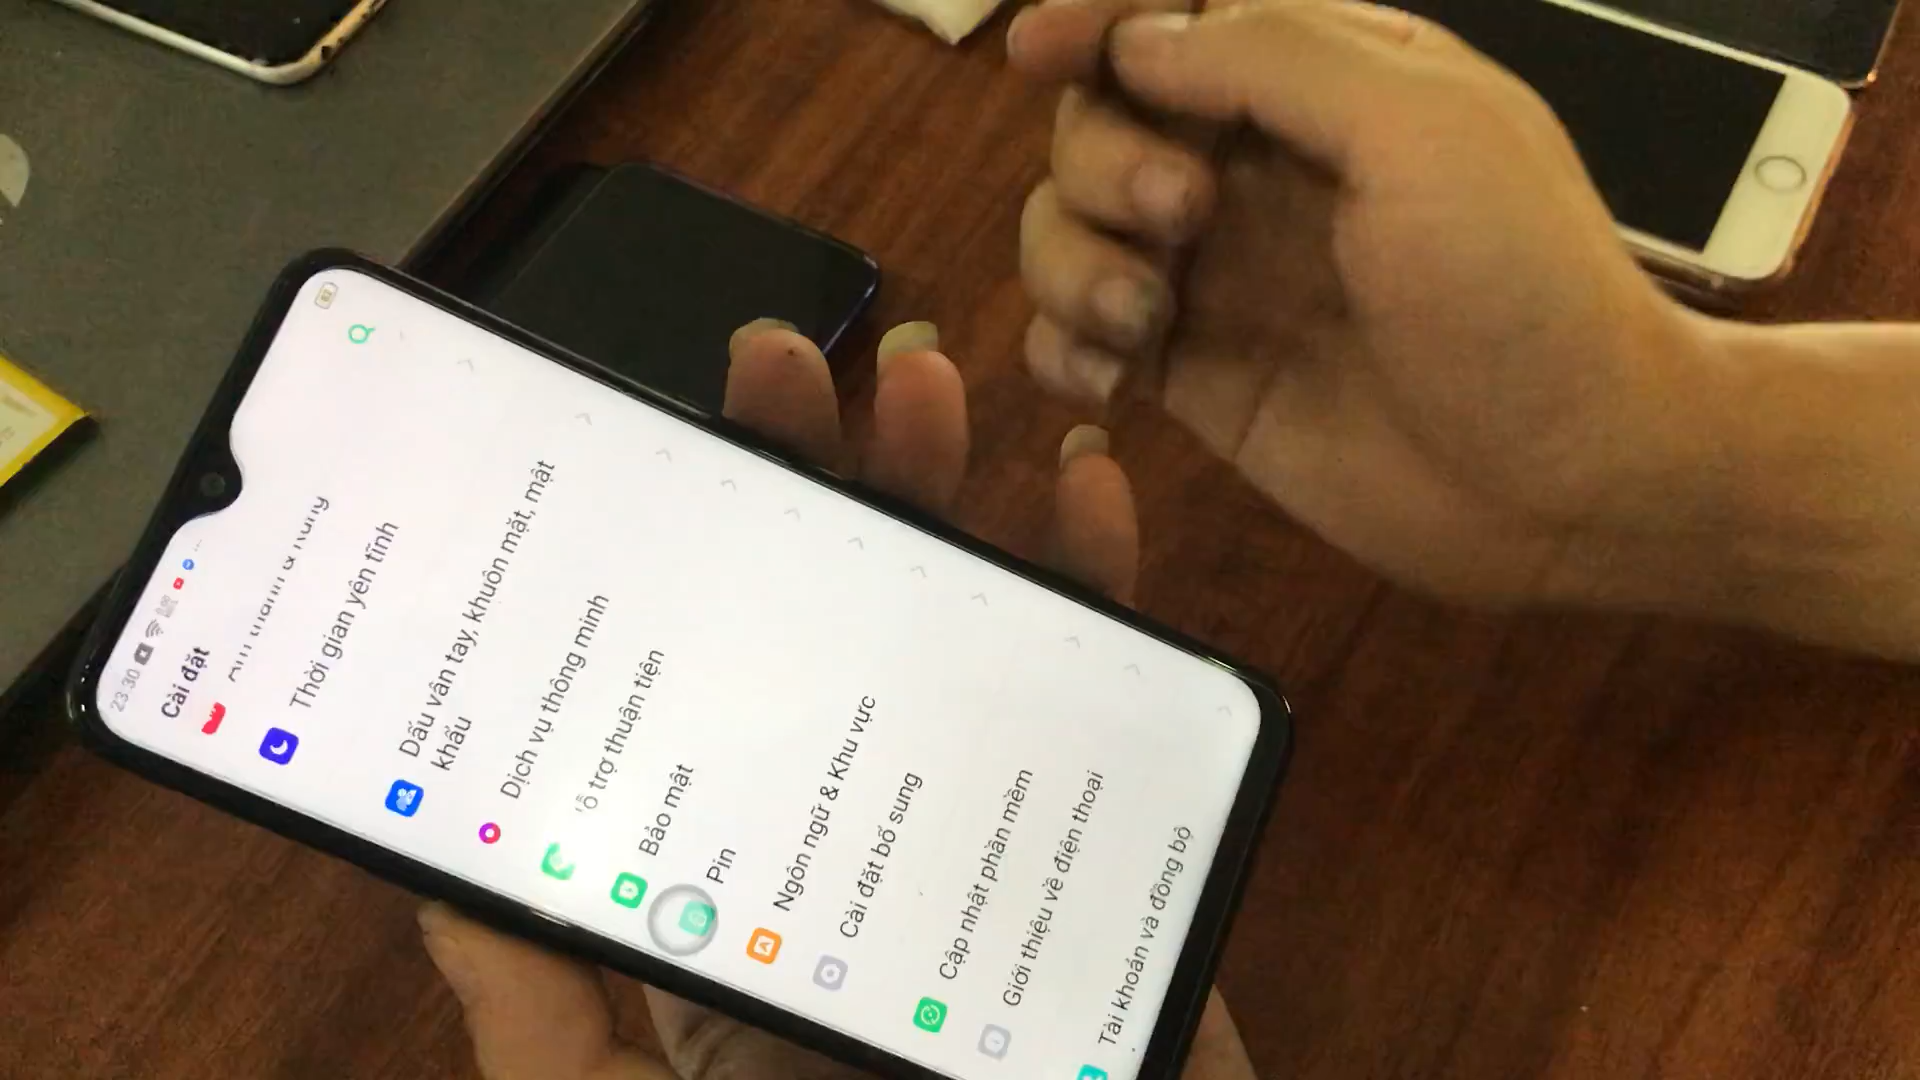 23:30
Cài đặt
Thời gian yên tĩnh
Dấu vân tay, khuôn mặt, mật
khẩu
Dịch vụ thông minh
trợ thuận tiện
Bảo mật
Pin
Ngôn ngữ & Khu vực
Cài đặt bổ sung
Cập nhật phần mềm
Giới thiệu về điện thoại
Tài khoản và đồng bộ